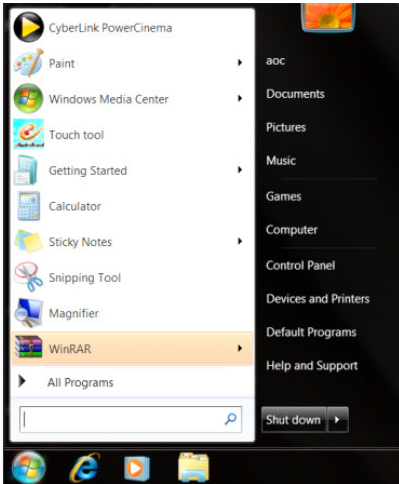 CyberLink PowerCinema
Paint
Windows Media Center
Touch tool
Getting Started
Calculator
Sticky Notes
Snipping Tool
Magnifier
WinRAR
All Programs
aoc
Documents
Pictures
Music
Games
Computer
Control Panel
Devices and Printers
Default Programs
Help and Support
Shut down